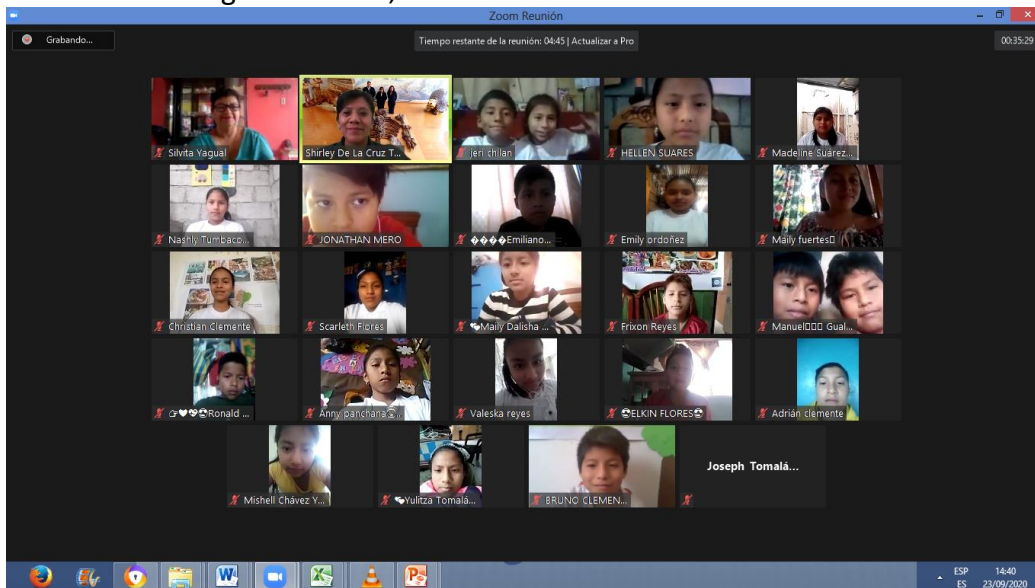 Zoom Reunión
Grabando...
Tiempo restante de la reunión: 04:45 | Actualizar a Pro
00:35:29
Silvita Yagual
Shirley De La Cruz T...
jeri chilan
HELLEN SUARES
Madeline Suárez...
Nashly Tumbaco...
JONATHAN MERO
����Emiliano...
Emily ordoñez
Maily fuertes
Christian Clemente
Scarleth Flores
Maily Dalisha ...
Frixon Reyes
Manuel Gual...
Ronald ...
Anny panchana...
Valeska reyes
ELKIN FLORES
Adrián clemente
Mishell Chávez Y...
Yulitza Tomalá...
BRUNO CLEMEN...
Joseph Tomalá...
ESP
ES
14:40
23/09/2020